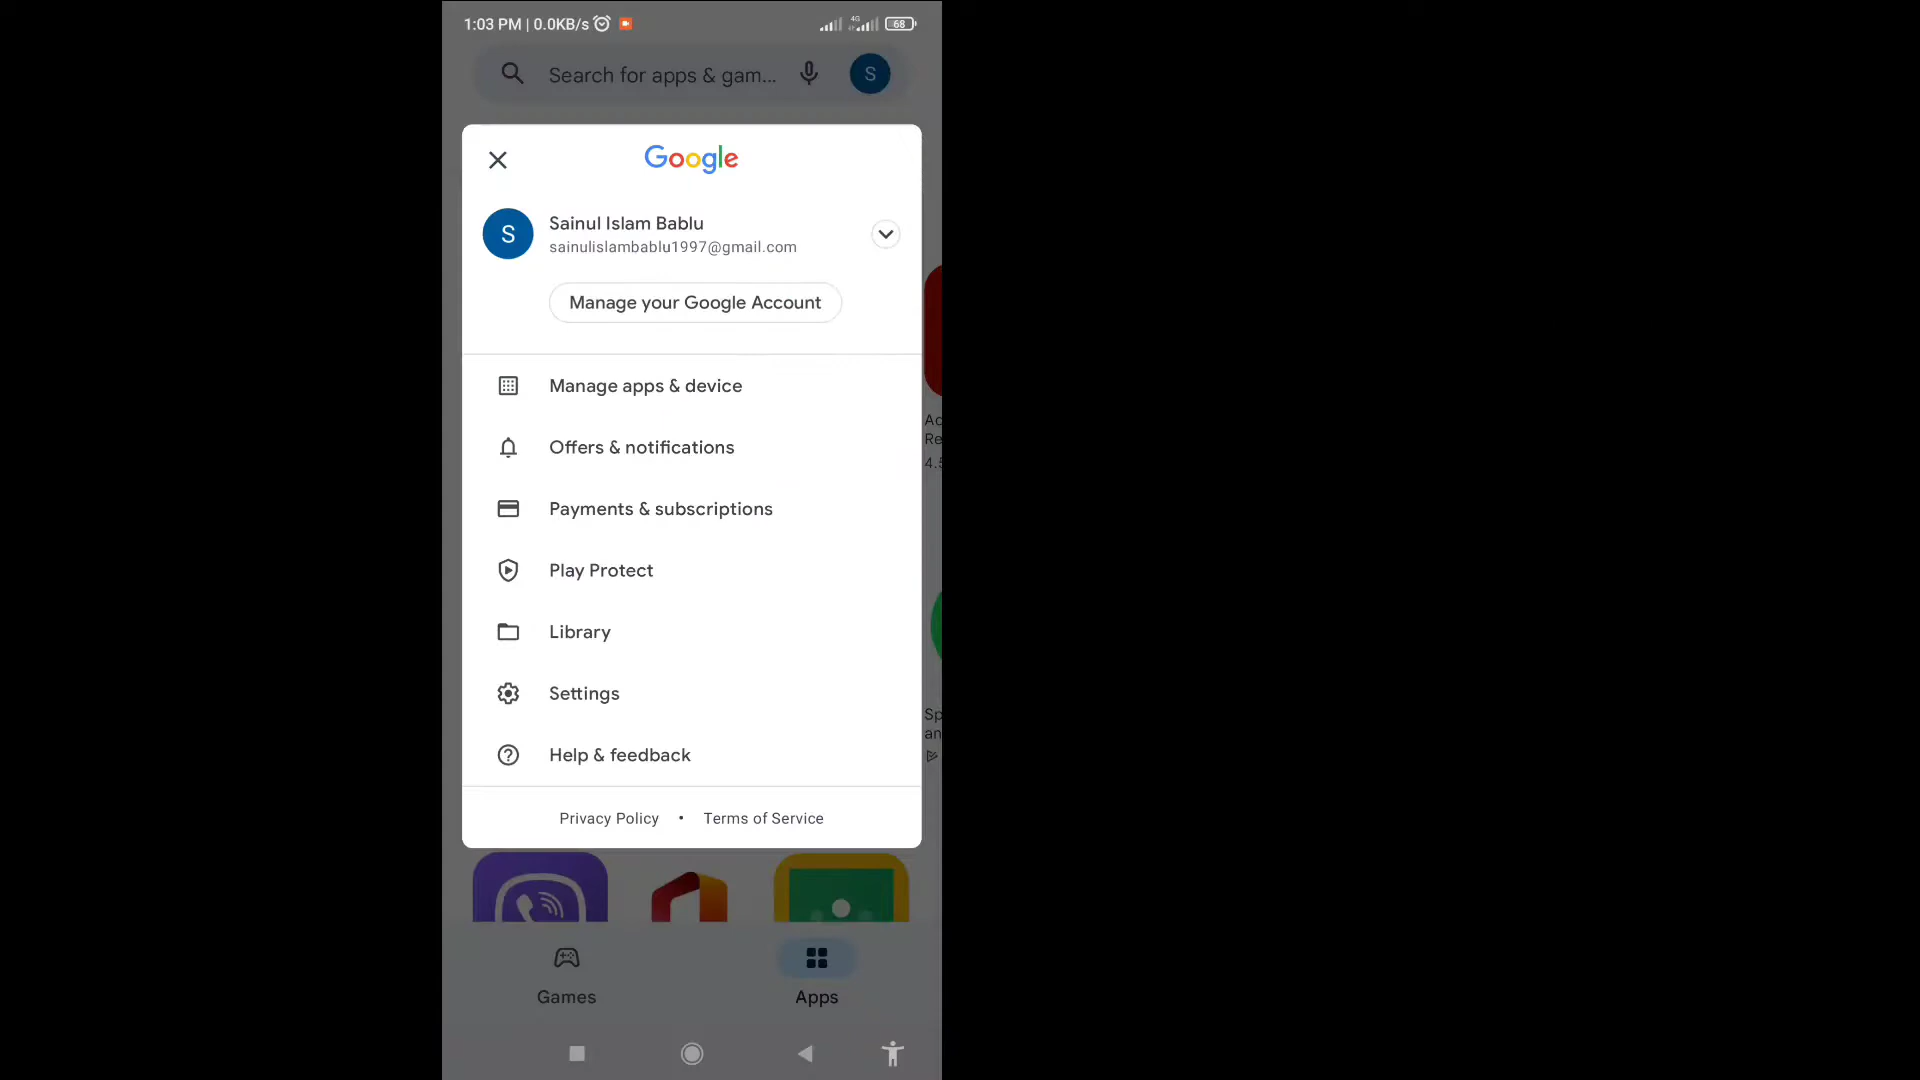 1:03 PM | 0.0KB/s
4G
68
Search for apps & gam...
S
Google
S
Sainul Islam Bablu
sainulislambablu1997@gmail.com
Manage your Google Account
Manage apps & device
Offers & notifications
Payments & subscriptions
Play Protect
Library
Settings
Help & feedback
Privacy Policy • Terms of Service
Games
Apps